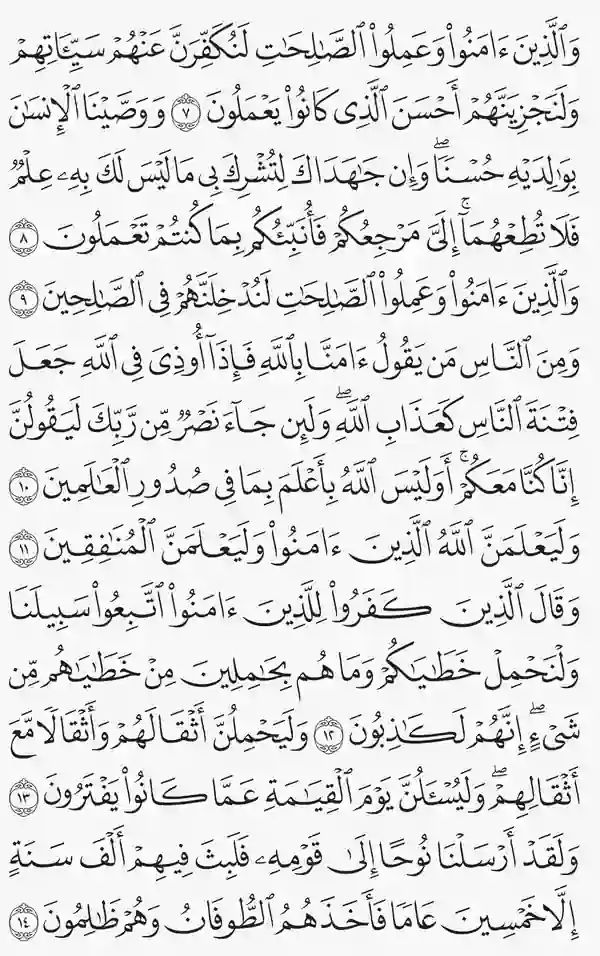 وَٱلَّذِينَ ءَامَنُوا۟ وَعَمِلُوا۟ ٱلصَّـٰلِحَـٰتِ لَنُكَفِّرَنَّ عَنْهُمْ سَيِّـَٔاتِهِمْ
وَلَنَجْزِيَنَّهُمْ أَحْسَنَ ٱلَّذِى كَانُوا۟ يَعْمَلُونَ ٧ وَوَصَّيْنَا ٱلْإِنسَـٰنَ
بِوَٰلِدَيْهِ حُسْنًا ۖ وَإِن جَـٰهَدَاكَ لِتُشْرِكَ بِى مَا لَيْسَ لَكَ بِهِۦ عِلْمٌ
فَلَا تُطِعْهُمَآ ۚ إِلَىَّ مَرْجِعُكُمْ فَأُنَبِّئُكُم بِمَا كُنتُمْ تَعْمَلُونَ ٨
وَٱلَّذِينَ ءَامَنُوا۟ وَعَمِلُوا۟ ٱلصَّـٰلِحَـٰتِ لَنُدْخِلَنَّهُمْ فِى ٱلصَّـٰلِحِينَ ٩
وَمِنَ ٱلنَّاسِ مَن يَقُولُ ءَامَنَّا بِٱللَّهِ فَإِذَآ أُوذِىَ فِى ٱللَّهِ جَعَلَ
فِتْنَةَ ٱلنَّاسِ كَعَذَابِ ٱللَّهِ ۖ وَلَئِن جَآءَ نَصْرٌ مِّن رَّبِّكَ لَيَقُولُنَّ
إِنَّا كُنَّا مَعَكُمْ ۚ أَوَلَيْسَ ٱللَّهُ بِأَعْلَمَ بِمَا فِى صُدُورِ ٱلْعَـٰلَمِينَ ١٠
وَلَيَعْلَمَنَّ ٱللَّهُ ٱلَّذِينَ ءَامَنُوا۟ وَلَيَعْلَمَنَّ ٱلْمُنَـٰفِقِينَ ١١
وَقَالَ ٱلَّذِينَ كَفَرُوا۟ لِلَّذِينَ ءَامَنُوا۟ ٱتَّبِعُوا۟ سَبِيلَنَا
وَلْنَحْمِلْ خَطَـٰيَـٰكُمْ وَمَا هُم بِحَـٰمِلِينَ مِنْ خَطَـٰيَـٰهُم مِّن
شَىْءٍ ۖ إِنَّهُمْ لَكَـٰذِبُونَ ١٢ وَلَيَحْمِلُنَّ أَثْقَالَهُمْ وَأَثْقَالًا مَّعَ
أَثْقَالِهِمْ ۖ وَلَيُسْـَٔلُنَّ يَوْمَ ٱلْقِيَـٰمَةِ عَمَّا كَانُوا۟ يَفْتَرُونَ ١٣
وَلَقَدْ أَرْسَلْنَا نُوحًا إِلَىٰ قَوْمِهِۦ فَلَبِثَ فِيهِمْ أَلْفَ سَنَةٍ
إِلَّا خَمْسِينَ عَامًا فَأَخَذَهُمُ ٱلطُّوفَانُ وَهُمْ ظَـٰلِمُونَ ١٤